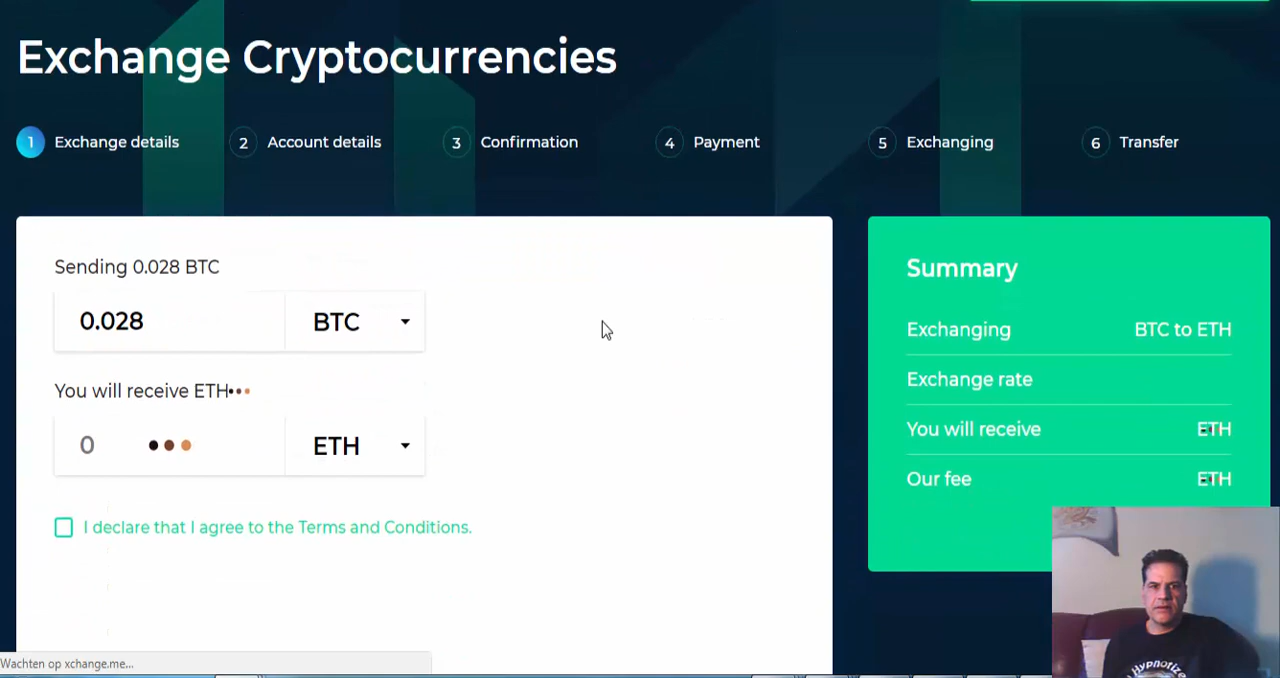 Exchange Cryptocurrencies
1 Exchange details 2 Account details 3 Confirmation 4 Payment 5 Exchanging 6 Transfer
Sending 0.028 BTC
0.028 BTC
You will receive ETH
0 ETH
I declare that I agree to the Terms and Conditions.
Summary
Exchanging BTC to ETH
Exchange rate
You will receive ETH
Our fee ETH
Wachten op xchange.me...
Hypnotize